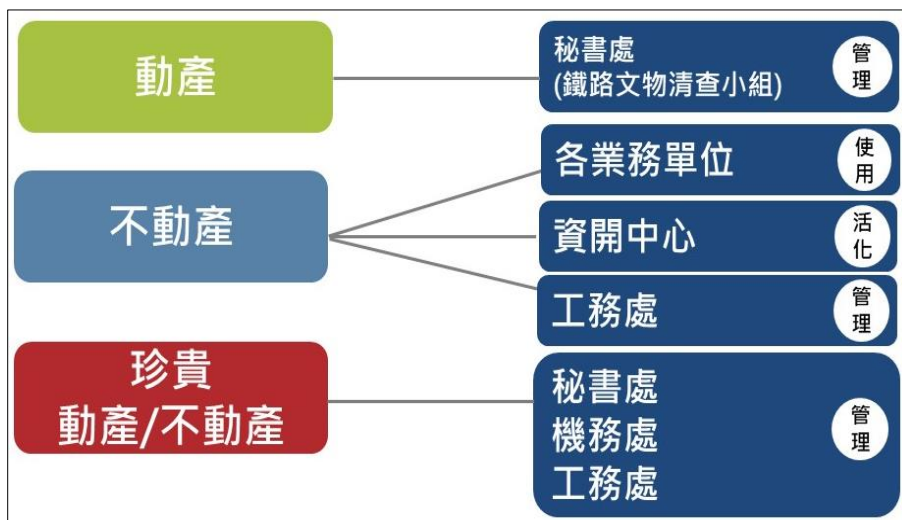 動產
秘書處
(鐵路文物清查小組)
管
理
不動產
各業務單位
使
用
資開中心
活
化
工務處
管
理
珍貴
動產/不動產
秘書處
機務處
工務處
管
理